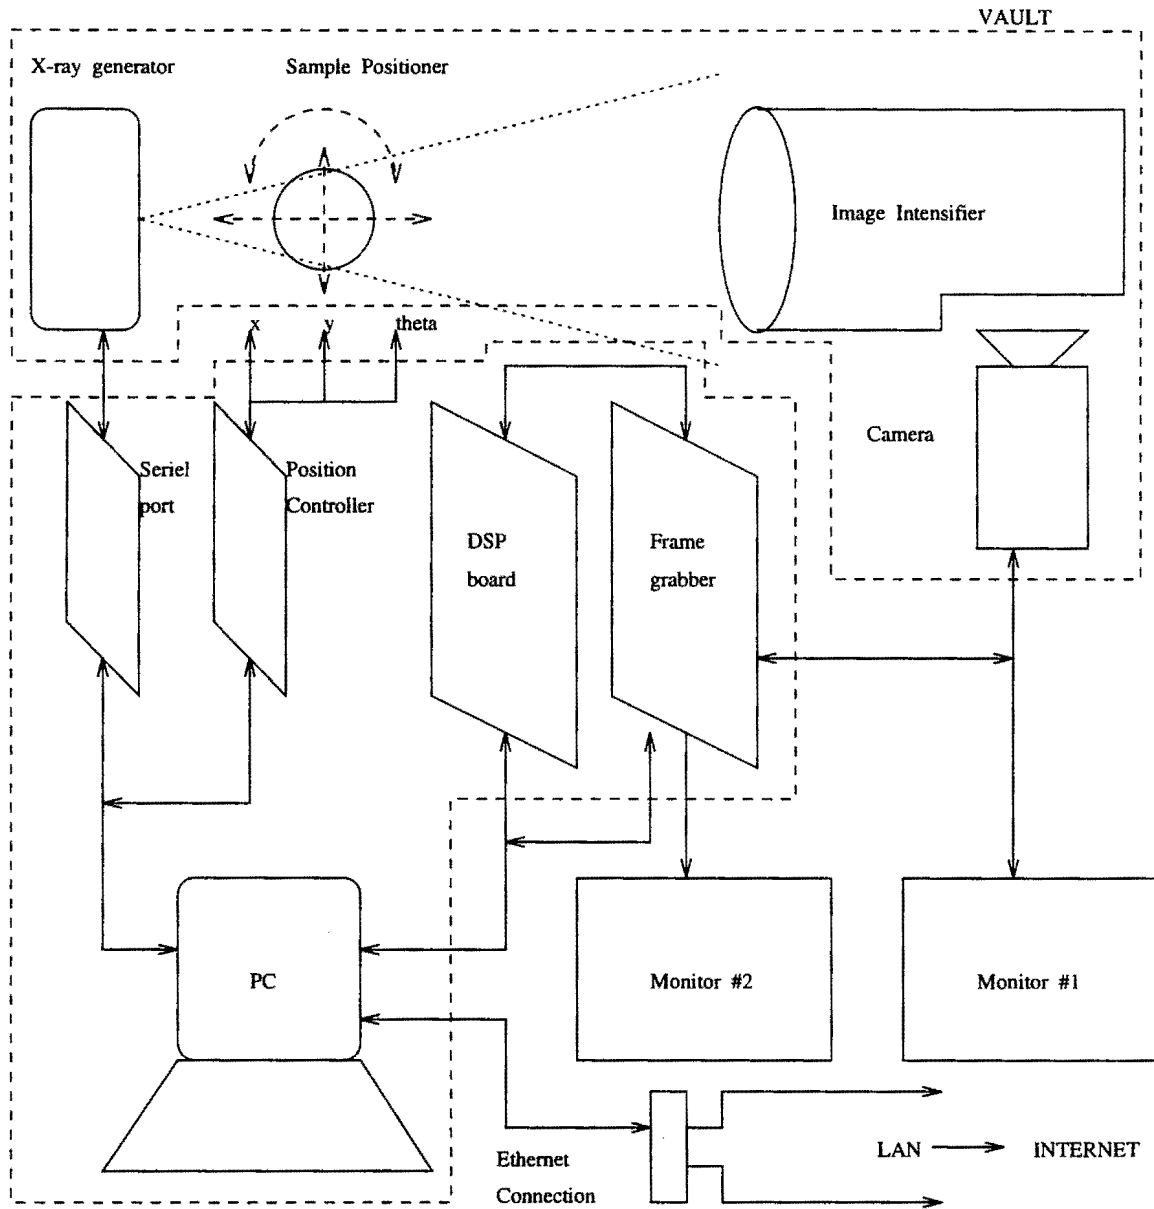 VAULT
X-ray generator
Sample Positioner
Image Intensifier
x
y
theta
Camera
Seriel
port
Position
Controller
DSP
board
Frame
grabber
PC
Monitor #2
Monitor #1
Ethernet
Connection
LAN
INTERNET